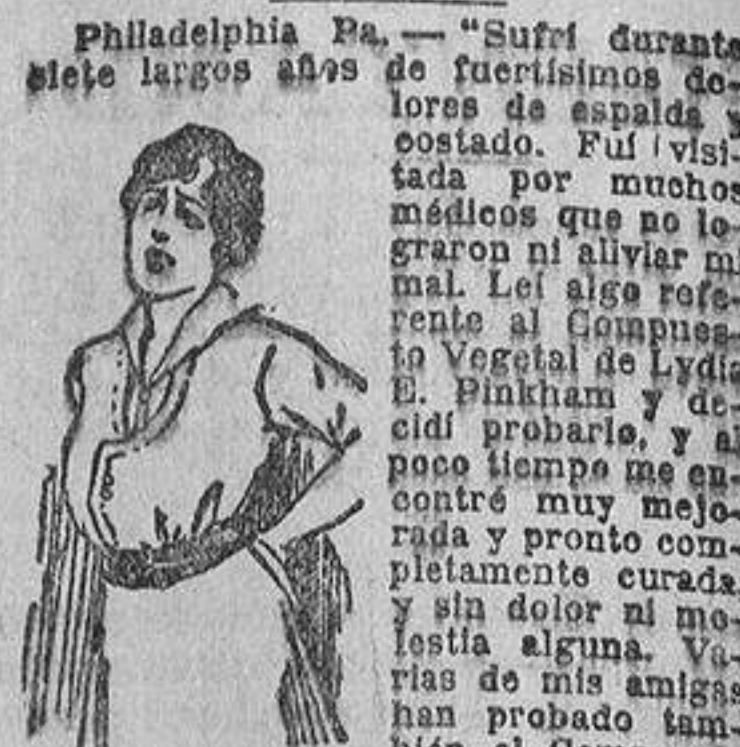 Philadelphia Pa. — "Sufrí durante
siete largos años de fuertísimos do-
lores de espalda y
costado. Fuí visi-
tada por muchos
médicos que no lo-
graron ni aliviar mi
mal. Leí algo refe-
rente al Compues-
to Vegetal de Lydia
E. Pinkham y de-
cidí probarlo, y al
poco tiempo me en-
contré muy mejo-
rada y pronto com-
pletamente curada,
y sin dolor ni mo-
lestia alguna. Va-
rias de mis amigas
han probado tam-